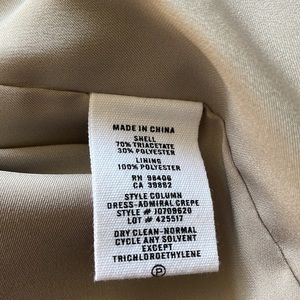 MADE IN CHINA
SHELL
70% TRIACETATE
30% POLYESTER
LINING
100% POLYESTER
RN 98406
CA 39882
STYLE COLUMN
DRESS-ADMIRAL CREPE
STYLE # J0709620
LOT # 425517
DRY CLEAN-NORMAL
CYCLE ANY SOLVENT
EXCEPT
TRICHLOROETHYLENE
P